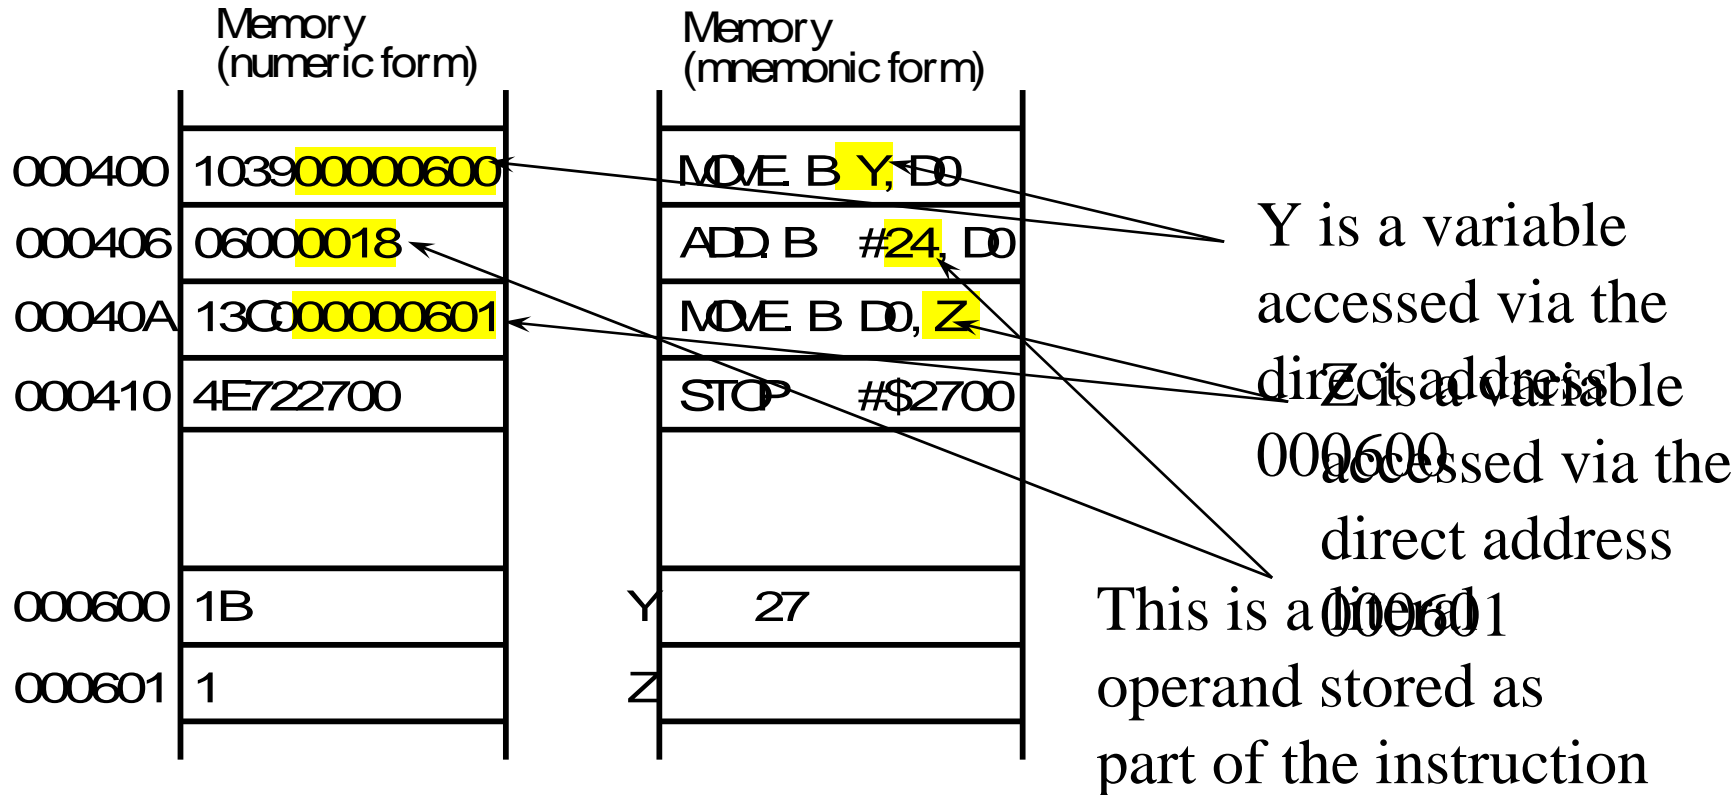 Memory
(numeric form)
Memory
(mnemonic form)
000400 103900000600 MOVE.B Y, D0
000406 06000018 ADD.B #24, D0
00040A 13C000000601 MOVE.B D0, Z
000410 4E722700 STOP #$2700
000600 1B Y 27
000601 1 Z
Y is a variable
accessed via the
direct address
000600
Z is a variable
accessed via the
direct address
000601
This is a literal
operand stored as
part of the instruction